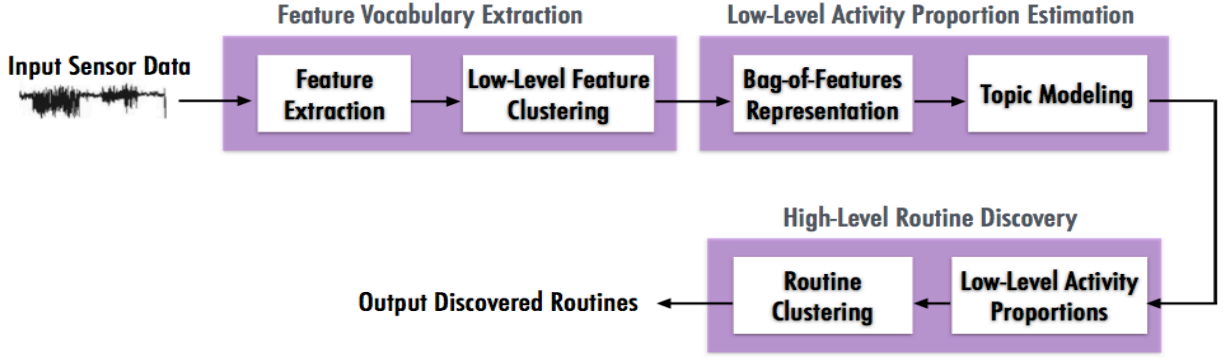 Feature Vocabulary Extraction
Low-Level Activity Proportion Estimation
Input Sensor Data
Feature
Extraction
Low-Level Feature
Clustering
Bag-of-Features
Representation
Topic Modeling
High-Level Routine Discovery
Low-Level Activity
Proportions
Routine
Clustering
Output Discovered Routines